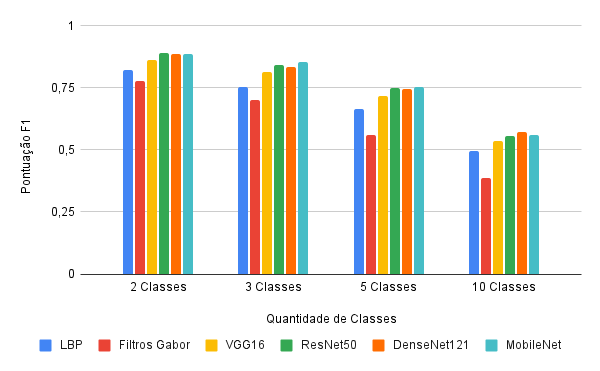 1
0,75
0,5
0,25
0
Pontuação F1
2 Classes 3 Classes 5 Classes 10 Classes
Quantidade de Classes
LBP Filtros Gabor VGG16 ResNet50 DenseNet121 MobileNet